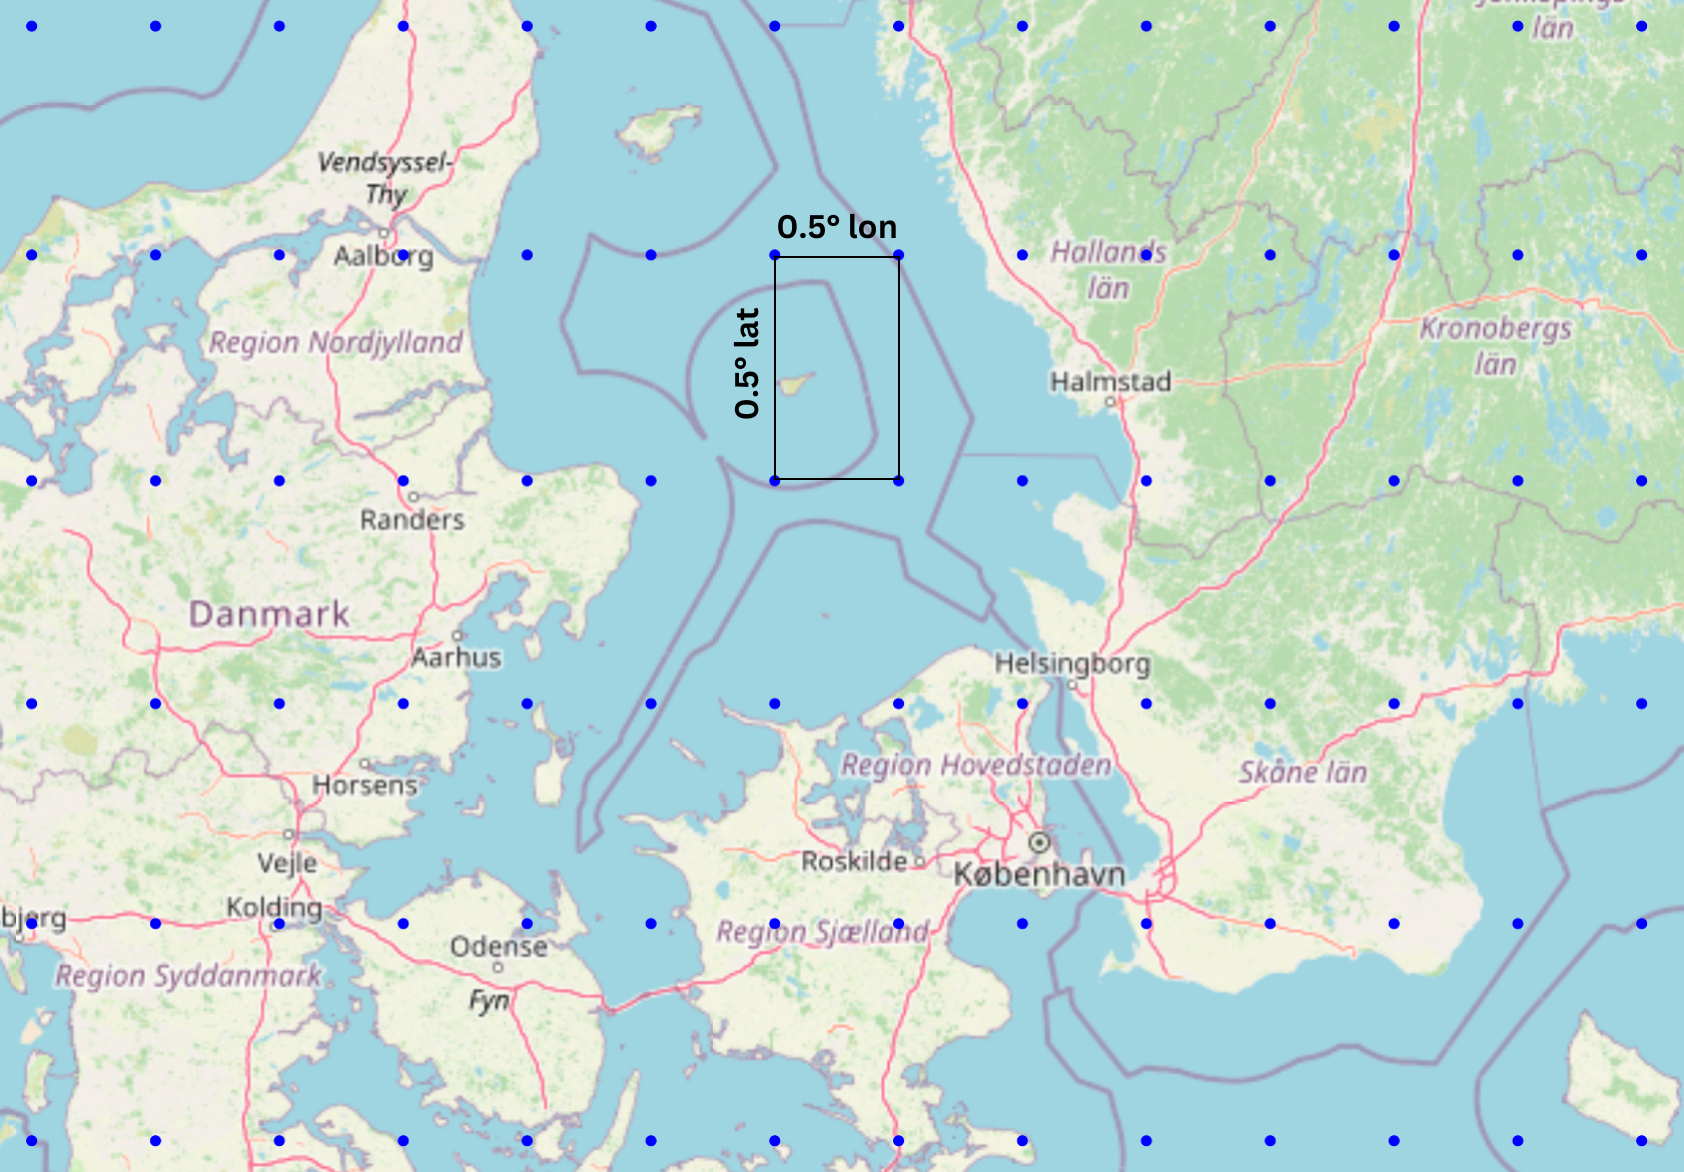 län
Vendsyssel-
Thy
Aalborg
0.5° lon
Hallands
län
0.5° lat
Region Nordjylland
Kronobergs
län
Halmstad
Randers
Danmark
Aarhus
Helsingborg
Horsens
Region Hovedstaden
Skåne län
Vejle
Roskilde
København
Kolding
Odense
Region Sjælland
Region Syddanmark
Fyn